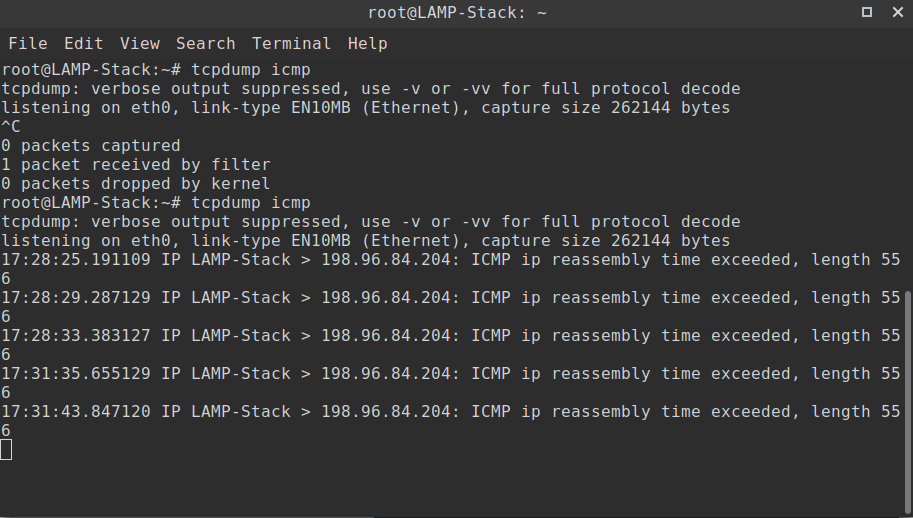 root@LAMP-Stack: ~
File Edit View Search Terminal Help
root@LAMP-Stack:~# tcpdump icmp
tcpdump: verbose output suppressed, use -v or -vv for full protocol decode
listening on eth0, link-type EN10MB (Ethernet), capture size 262144 bytes
^C
0 packets captured
1 packet received by filter
0 packets dropped by kernel
root@LAMP-Stack:~# tcpdump icmp
tcpdump: verbose output suppressed, use -v or -vv for full protocol decode
listening on eth0, link-type EN10MB (Ethernet), capture size 262144 bytes
17:28:25.191109 IP LAMP-Stack > 198.96.84.204: ICMP ip reassembly time exceeded, length 55
6
17:28:29.287129 IP LAMP-Stack > 198.96.84.204: ICMP ip reassembly time exceeded, length 55
6
17:28:33.383127 IP LAMP-Stack > 198.96.84.204: ICMP ip reassembly time exceeded, length 55
6
17:31:35.655129 IP LAMP-Stack > 198.96.84.204: ICMP ip reassembly time exceeded, length 55
6
17:31:43.847120 IP LAMP-Stack > 198.96.84.204: ICMP ip reassembly time exceeded, length 55
6